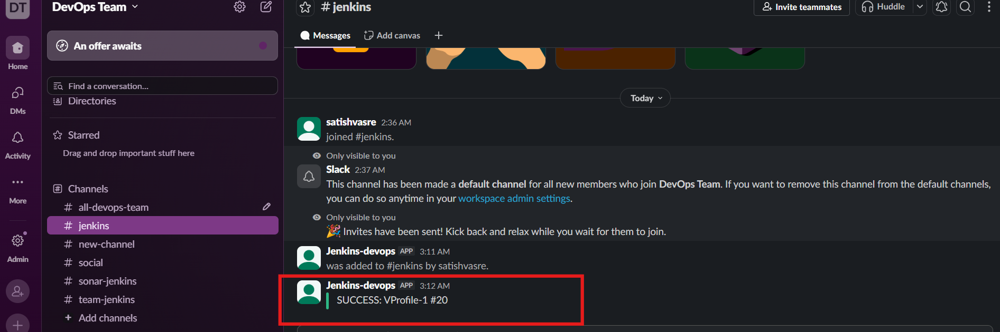 DT
DevOps Team
An offer awaits
Find a conversation...
Directories
Starred
Drag and drop important stuff here
Channels
# all-devops-team
# jenkins
# new-channel
# social
# sonar-jenkins
# team-jenkins
+ Add channels
Home
DMs
Activity
More
Admin
# jenkins
Invite teammates
Huddle
Messages
Add canvas
Today
satishvasre 2:36 AM
joined #jenkins.
Only visible to you
Slack 2:37 AM
This channel has been made a default channel for all new members who join DevOps Team. If you want to remove this channel from the default channels,
you can do so anytime in your workspace admin settings.
Only visible to you
🎉 Invites have been sent! Kick back and relax while you wait for them to join.
Jenkins-devops APP 3:11 AM
was added to #jenkins by satishvasre.
Jenkins-devops APP 3:12 AM
SUCCESS: VProfile-1 #20